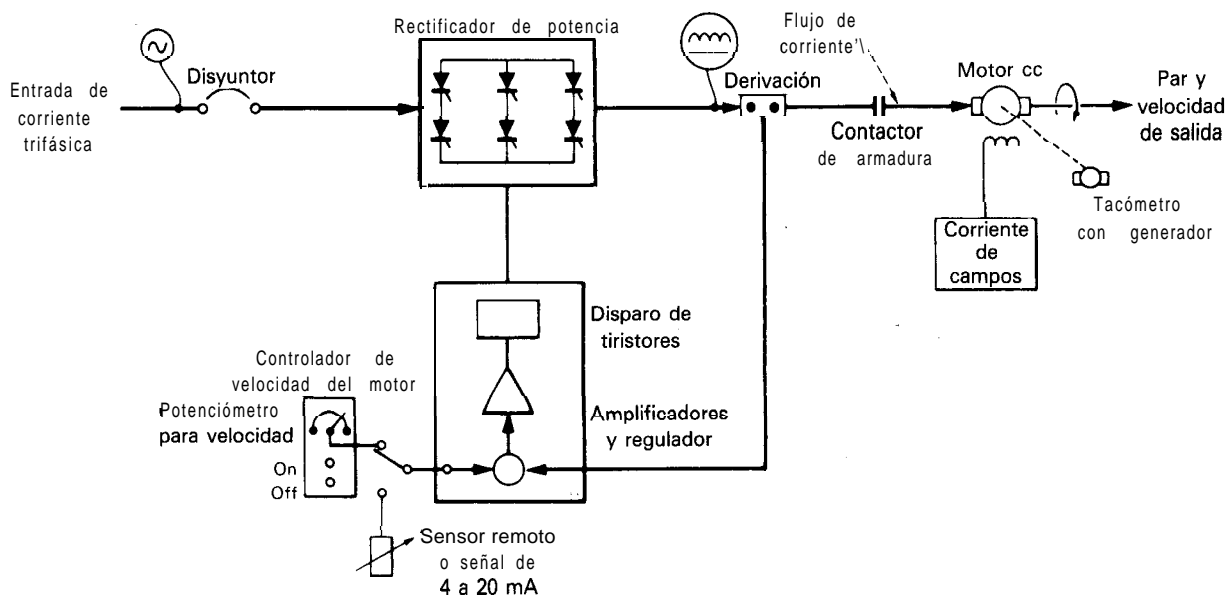 Rectificador de potencia
Entrada de
corriente
trifásica
Disyuntor
Derivación
Flujo de
corriente
Contactor
de armadura
Motor cc
Par y
velocidad
de salida
Tacómetro
con generador
Corriente
de
campos
Disparo de
tiristores
Amplificadores
y regulador
Controlador de
velocidad del motor
Potenciómetro
para velocidad
On
Off
Sensor remoto
o señal de
4 a 20 mA